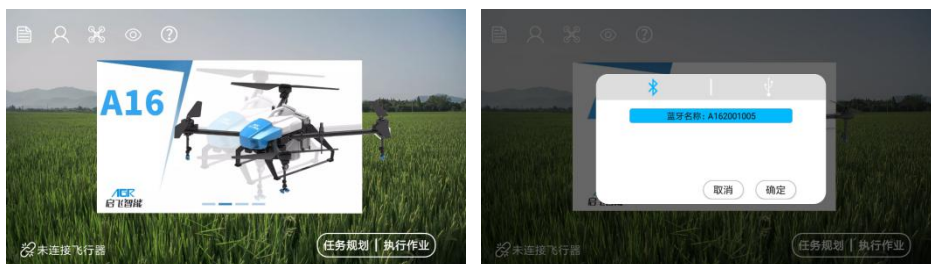 A16
AGR
启飞智能
未连接飞行器
任务规划 | 执行作业
蓝牙名称: A162001005
取消
确定
启
未连接飞行器
任务规划 | 执行作业